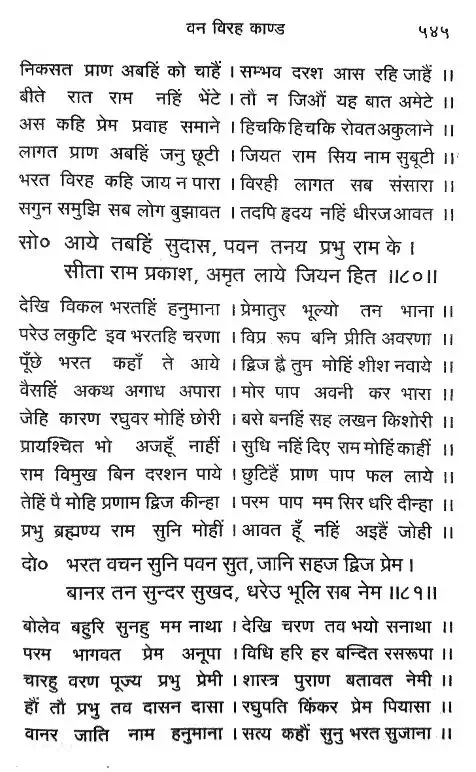 वन विरह काण्ड ५४५
निकसत प्राण अबहिं को चाहैं । सम्भव दरश आस रहि जाहैं ॥
बीते रात राम नहिं भेंटे । तौ न जिऔं यह बात अमेटे ॥
अस कहि प्रेम प्रवाह समाने । हिचकि हिचकि रोवत अकुलाने ॥
लागत प्राण अबहिं जनु छूटी । जियत राम सिय नाम सुबूटी ॥
भरत विरह कहि जाय न पारा । विरही लागत सब संसारा ॥
सगुन समुझि सब लोग बुझावत । तदपि हृदय नहिं धीरज आवत ॥
सो० आये तबहिं सुदास, पवन तनय प्रभु राम के ।
सीता राम प्रकाश, अमृत लाये जियन हित ॥८०॥
देखि विकल भरतहिं हनुमाना । प्रेमातुर भूल्यो तन भाना ॥
परेउ लकुटि इव भरतहि चरणा । विप्र रूप बनि प्रीति अवरणा ॥
पूँछे भरत कहाँ ते आये । द्विज ह्वै तुम मोहिं शीश नवाये ॥
वैसहिं अकथ अगाध अपारा । मोर पाप अवनी कर भारा ॥
जेहि कारण रघुवर मोहिं छोरी । बसे बनहिं सह लखन किशोरी ॥
प्रायश्चित भो अजहूँ नाहीं । सुधि नहिं दिए राम मोहिं काहीं ॥
राम विमुख बिन दरशन पाये । छुटिहैं प्राण पाप फल लाये ॥
तेहिं पै मोहि प्रणाम द्विज कीन्हा । परम पाप मम सिर धरि दीन्हा ॥
प्रभु ब्रह्मण्य राम सुनि मोहीं । आवत हूँ नहिं अइहैं जोही ॥
दो० भरत वचन सुनि पवन सुत, जानि सहज द्विज प्रेम ।
बानर तन सुन्दर सुखद, धरेउ भूलि सब नेम ॥८१॥
बोलेव बहुरि सुनहु मम नाथा । देखि चरण तव भयो सनाथा ॥
परम भागवत प्रेम अनूपा । विधि हरि हर बन्दित रसरूपा ॥
चारहु वरण पूज्य प्रभु प्रेमी । शास्त्र पुराण बतावत नेमी ॥
हौं तौ प्रभु तव दासन दासा । रघुपति किंकर प्रेम पियासा ॥
वानर जाति नाम हनुमाना । सत्य कहौं सुनु भरत सुजाना ॥